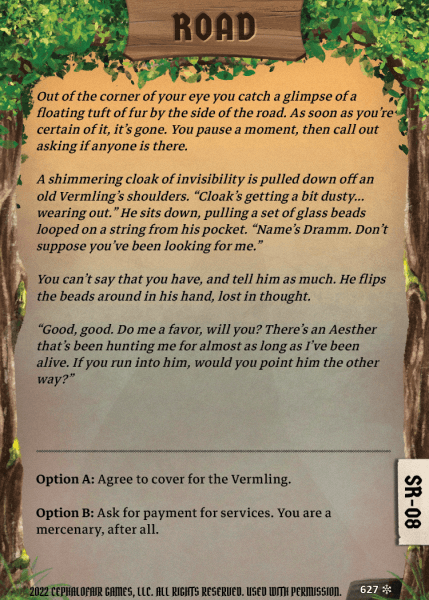 ROAD
Out of the corner of your eye you catch a glimpse of a
floating tuft of fur by the side of the road. As soon as you're
certain of it, it's gone. You pause a moment, then call out
asking if anyone is there.
A shimmering cloak of invisibility is pulled down off an
old Vermling's shoulders. “Cloak's getting a bit dusty...
wearing out.” He sits down, pulling a set of glass beads
looped on a string from his pocket. “Name's Dramm. Don't
suppose you've been looking for me.”
You can't say that you have, and tell him as much. He flips
the beads around in his hand, lost in thought.
“Good, good. Do me a favor, will you? There's an Aesther
that's been hunting me for almost as long as I've been
alive. If you run into him, would you point him the other
way?”
Option A: Agree to cover for the Vermling.
Option B: Ask for payment for services. You are a
mercenary, after all.
SR-08
2022 CEPHALOFAIR GAMES, LLC. ALL RIGHTS RESERVED. USED WITH PERMISSION.
627